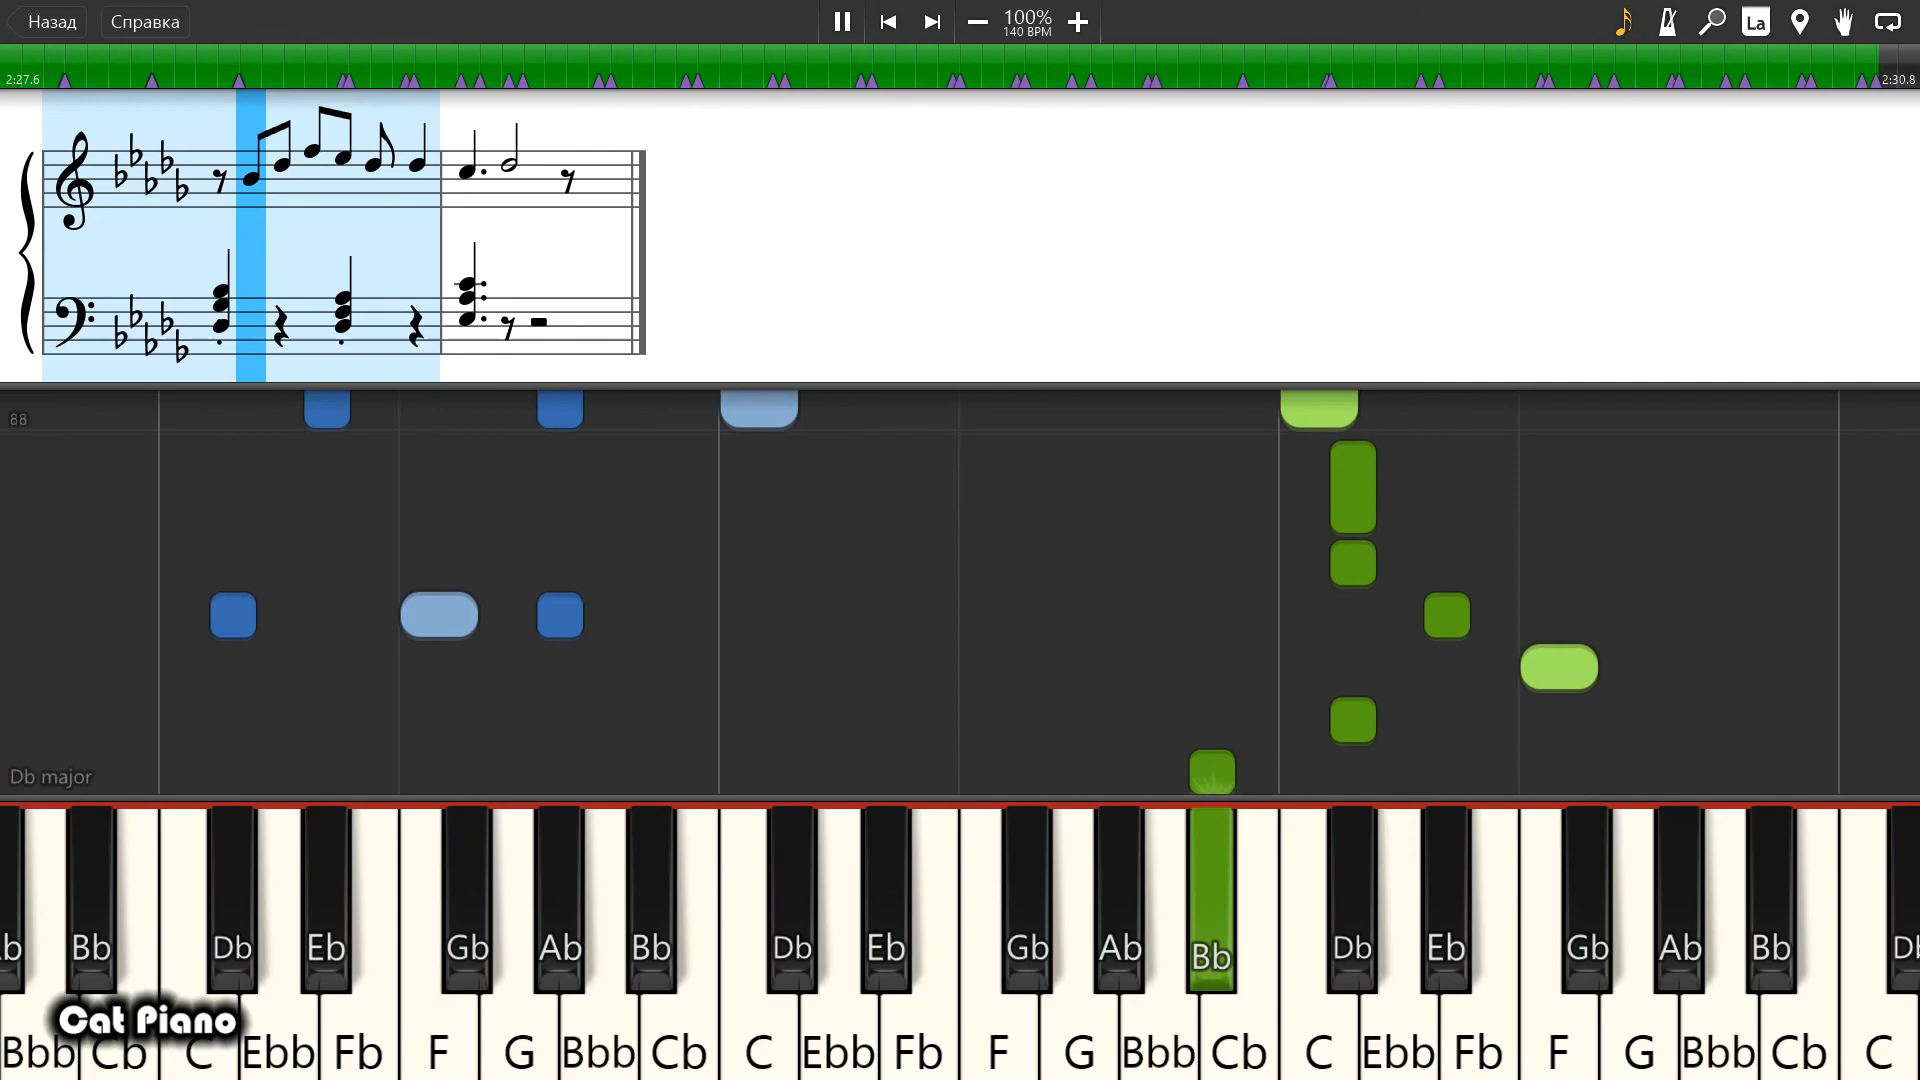 Назад Справка 100% La
140 BPM
2:27.6 2:30.8
88
Db major
b Bb Db Eb Gb Ab Bb Db Eb Gb Ab Bb Db Eb Gb Ab Bb Db
Cat Piano
Bbb Cb C Ebb Fb F G Bbb Cb C Ebb Fb F G Bbb Cb C Ebb Fb F G Bbb Cb C